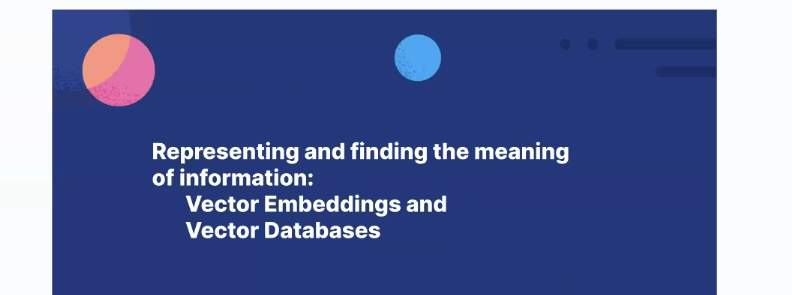 Representing and finding the meaning
of information:
Vector Embeddings and
Vector Databases